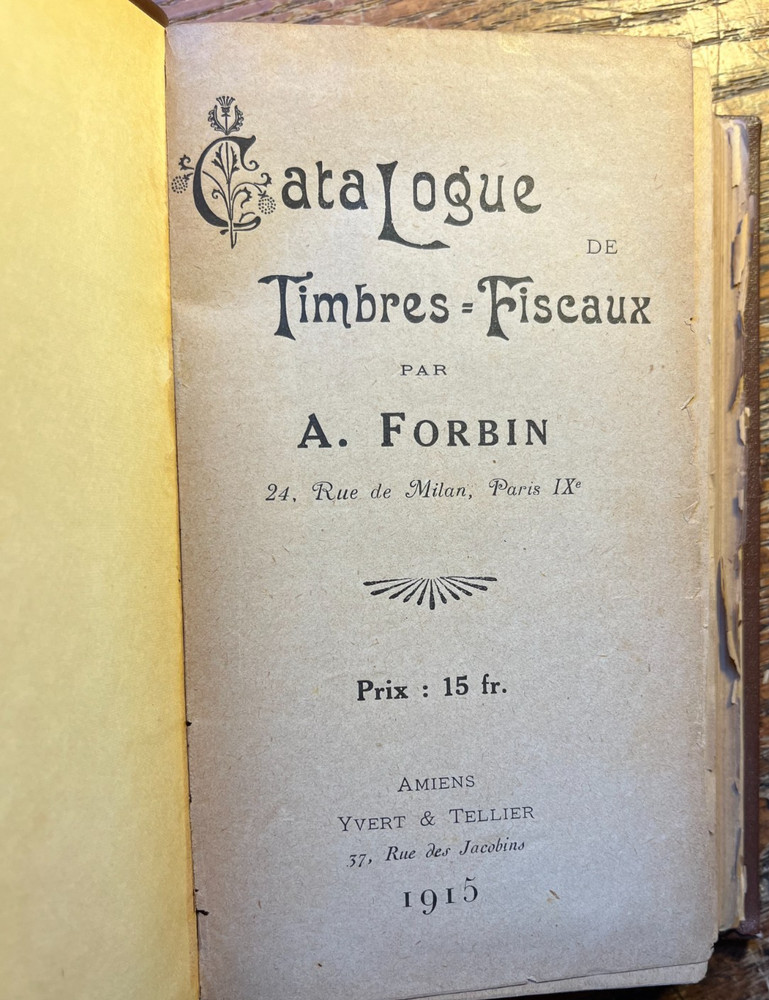 Catalogue
DE
Timbres=Fiscaux
PAR
A. FORBIN
24, Rue de Milan, Paris IXe
Prix : 15 fr.
AMIENS
YVERT & TELLIER
37, Rue des Jacobins
1915